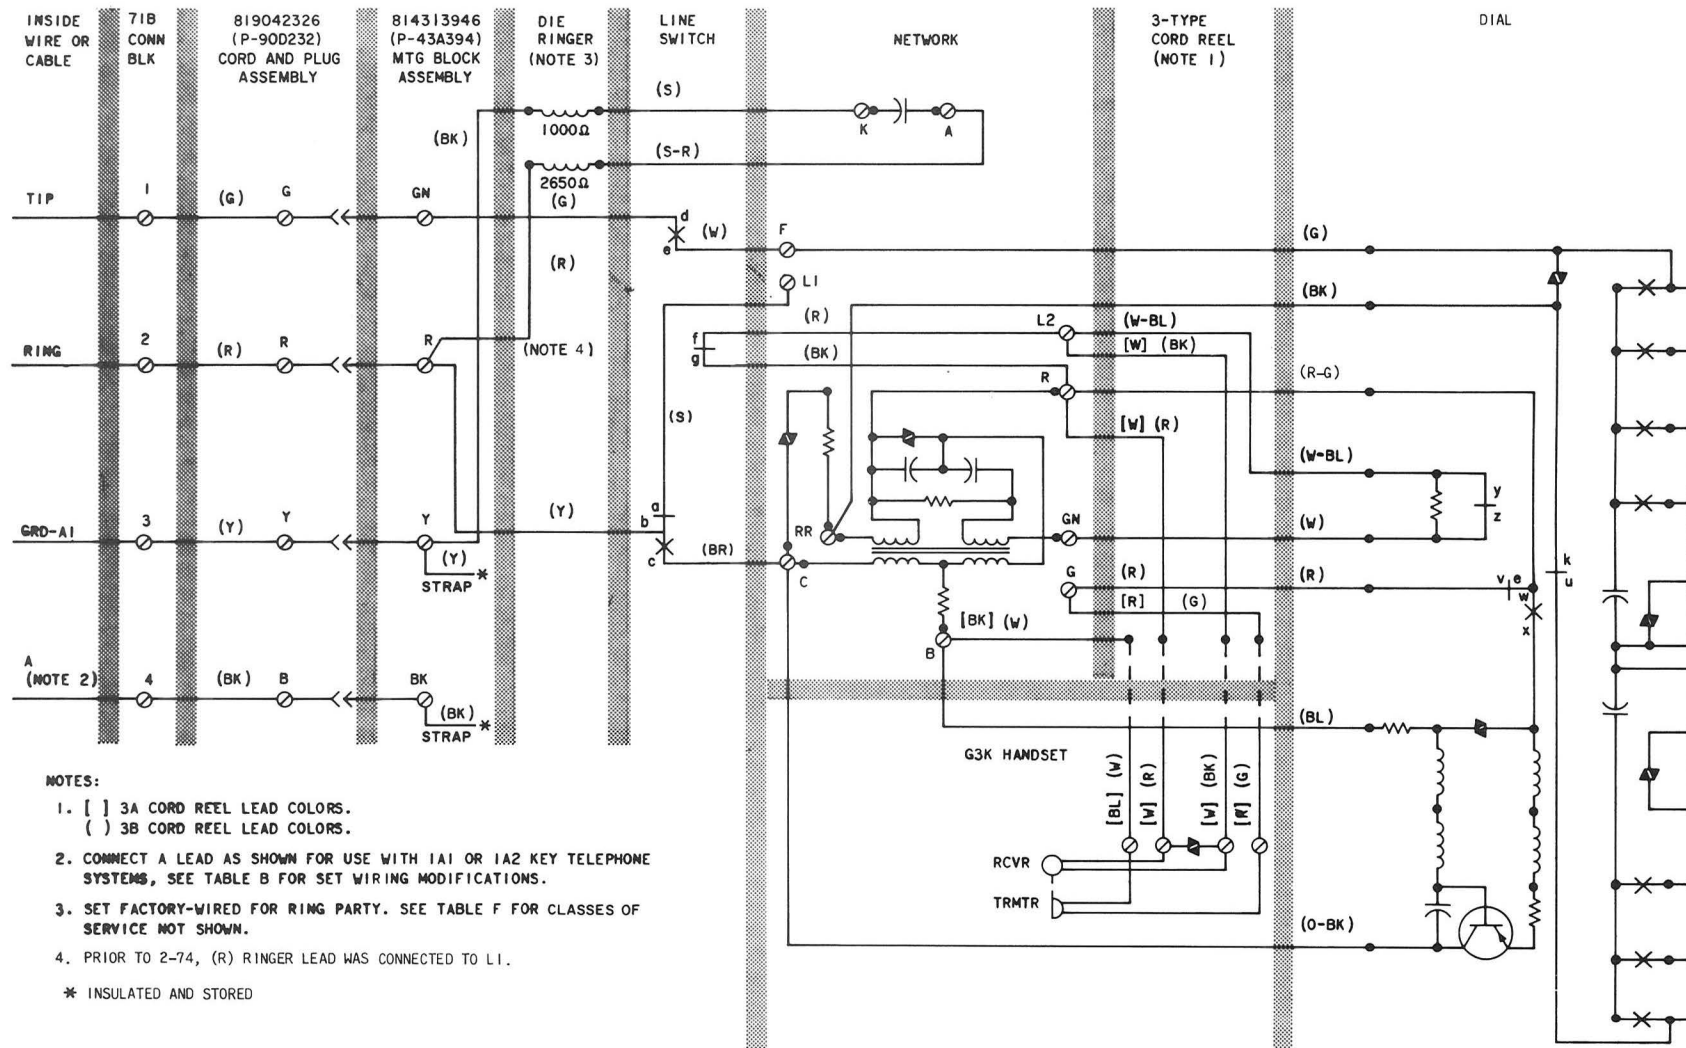 INSIDE
WIRE OR
CABLE
71B
CONN
BLK
819042326
(P-90D232)
CORD AND PLUG
ASSEMBLY
814313946
(P-43A394)
MTG BLOCK
ASSEMBLY
DIE
RINGER
(NOTE 3)
LINE
SWITCH
NETWORK
3-TYPE
CORD REEL
(NOTE 1)
DIAL
(S)
(BK)
1000Ω
K
A
(S-R)
2650Ω
TIP
1
(G)
G
GN
(G)
d
e
(W)
F
(G)
(R)
L1
(BK)
(R)
L2
(W-BL)
RING
2
(R)
R
R
(NOTE 4)
f
g
(BK)
[W] (BK)
R
(R-G)
(S)
[W] (R)
(W-BL)
y
z
a
b
c
GRD-A1
3
(Y)
Y
Y
(Y)
(Y)
STRAP *
(BR)
RR
C
GN
(W)
G
(R)
[R] (G)
(R)
v
e
w
x
k
u
[BK] (W)
B
A
(NOTE 2)
4
(BK)
B
BK
(BK)
STRAP *
(BL)
G3K HANDSET
[BL] (W)
[W] (R)
[W] (BK)
[R] (G)
RCVR
TRMTR
(O-BK)
NOTES:
1. [ ] 3A CORD REEL LEAD COLORS.
( ) 3B CORD REEL LEAD COLORS.
2. CONNECT A LEAD AS SHOWN FOR USE WITH 1A1 OR 1A2 KEY TELEPHONE
SYSTEMS, SEE TABLE B FOR SET WIRING MODIFICATIONS.
3. SET FACTORY-WIRED FOR RING PARTY. SEE TABLE F FOR CLASSES OF
SERVICE NOT SHOWN.
4. PRIOR TO 2-74, (R) RINGER LEAD WAS CONNECTED TO L1.
* INSULATED AND STORED